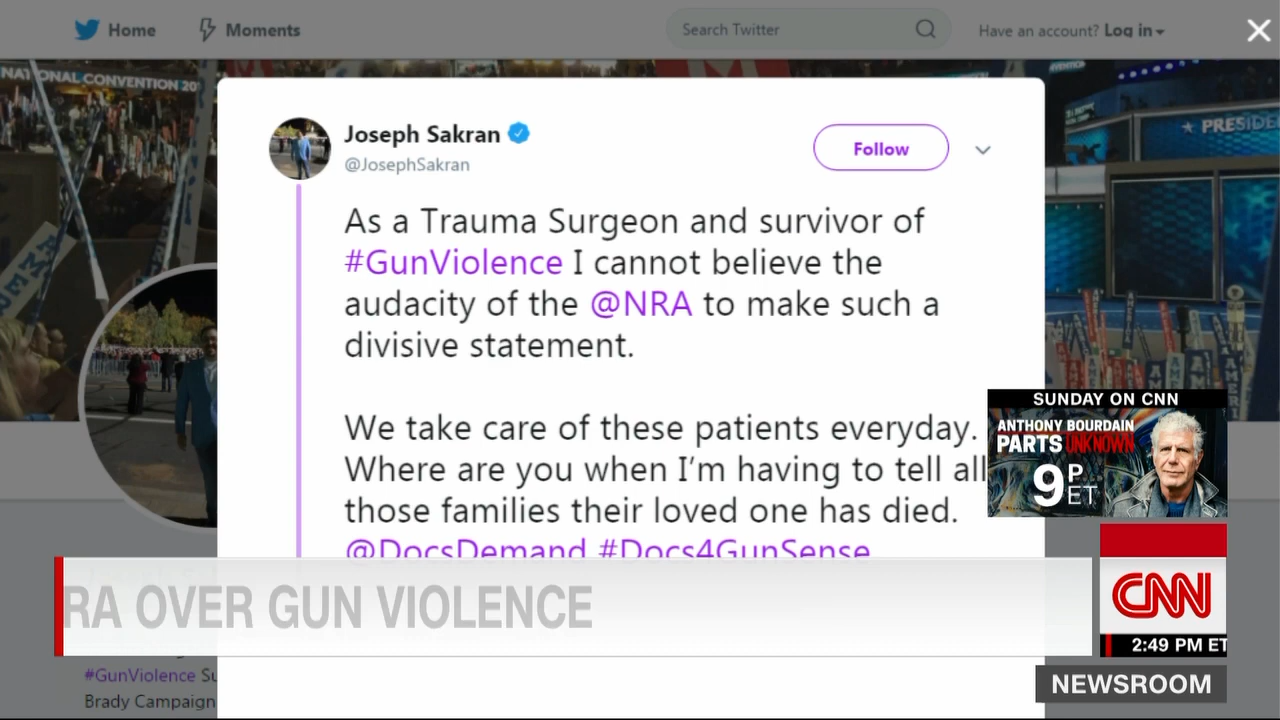 Home
Moments
Search Twitter
Have an account? Log in
NATIONAL CONVENTION 20
PRESIDE
Joseph Sakran
@JosephSakran
Follow
As a Trauma Surgeon and survivor of
#GunViolence I cannot believe the
audacity of the @NRA to make such a
divisive statement.
We take care of these patients everyday.
Where are you when I'm having to tell all
those families their loved one has died.
@DocsDemand #Docs4GunSense
SUNDAY ON CNN
ANTHONY BOURDAIN
PARTS UNKNOWN
9P
ET
RA OVER GUN VIOLENCE
CNN
2:49 PM ET
NEWSROOM
#GunViolence Su
Brady Campaign